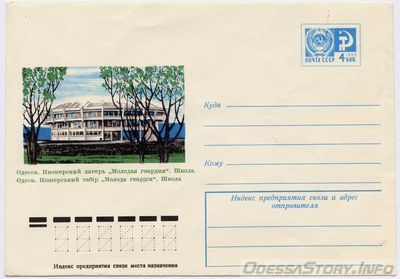 ПОЧТА СССР
1966
4
КОП.
Куда
Кому
Одесса. Пионерский лагерь „Молодая гвардия“. Школа
Одеса. Піонерський табір „Молода гвардія“. Школа
Индекс предприятия связи и адрес
отправителя
Индекс предприятия связи места назначения
OdessaStory.Info